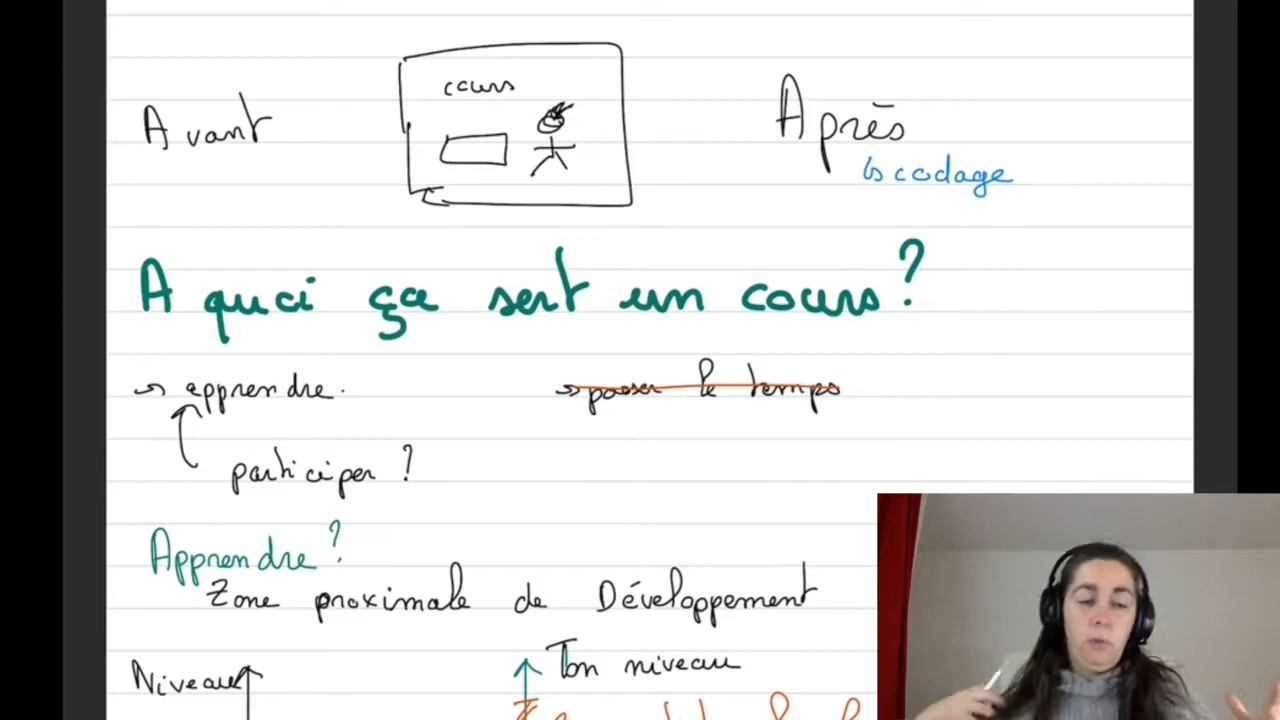 cours
Avant
Après
↳ codage
A quoi ça sert un cours ?
→ apprendre.
→ passer le temps
participer ?
Apprendre ?
Zone proximale de Développement
Niveau
Ton niveau